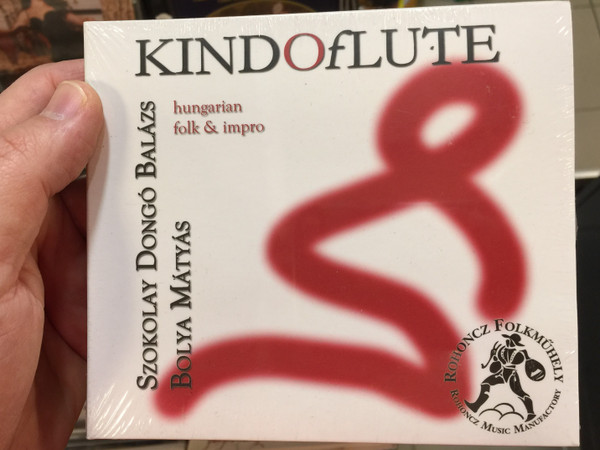 KINDOfLUTE
hungarian
folk & impro
SZOKOLAY DONGÓ BALÁZS
BOLYA MÁTYÁS
ROHONCZ FOLKMŰHELY
ROHONCZ MUSIC MANUFACTORY